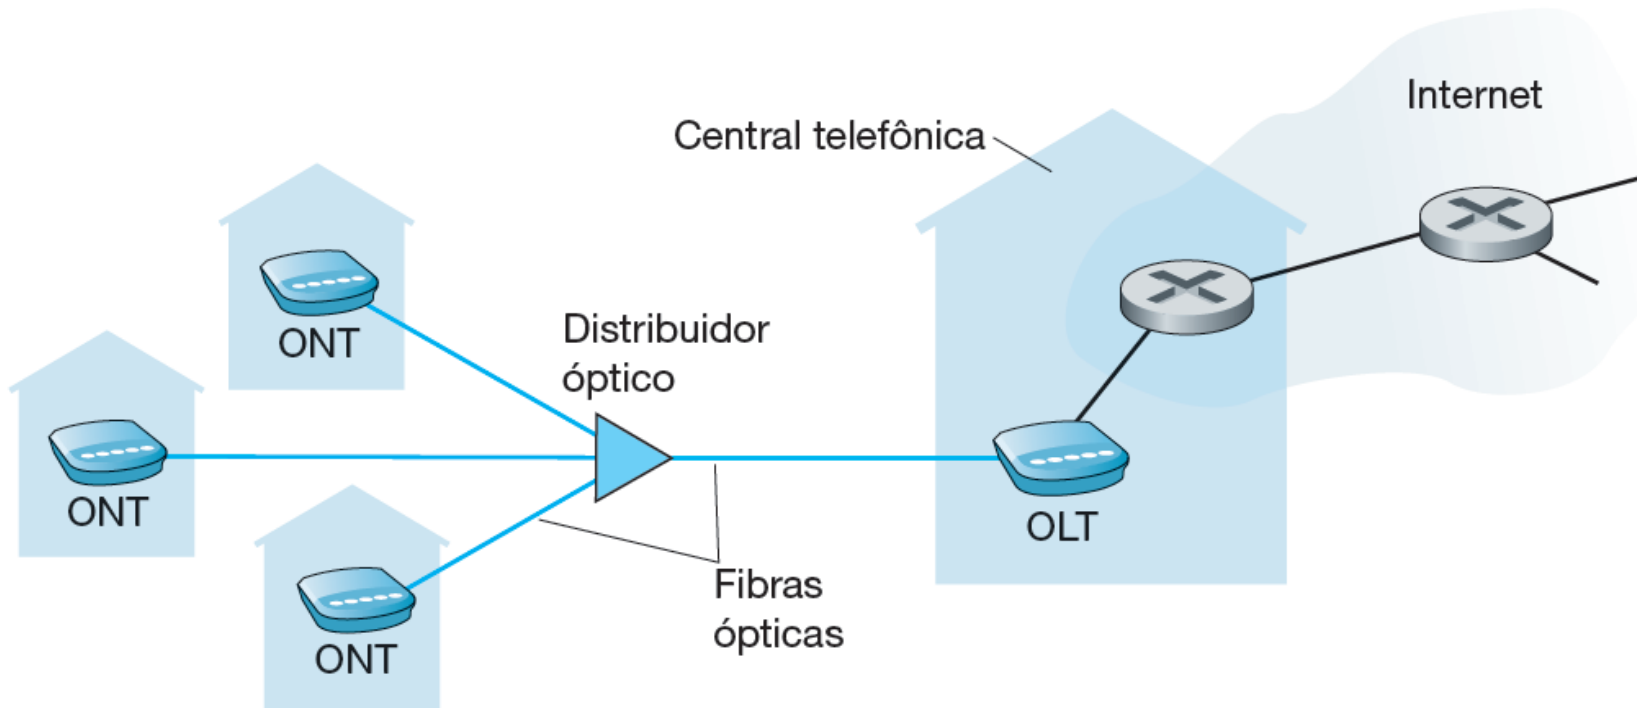 Internet
Central telefônica
ONT
Distribuidor
óptico
ONT
OLT
Fibras
ópticas
ONT